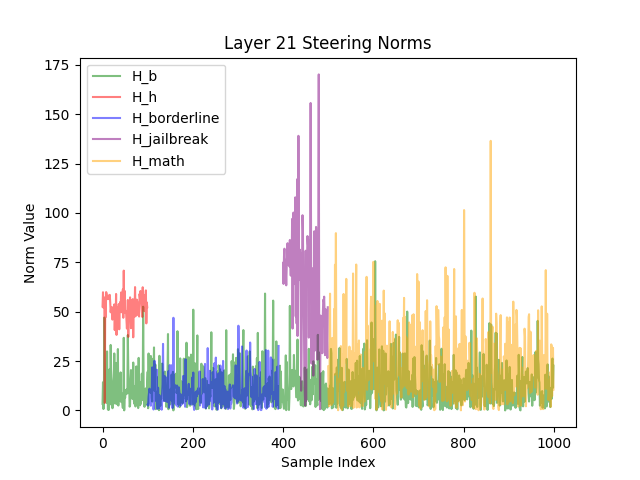 Layer 21 Steering Norms
175
150
125
100
75
50
25
0
Norm Value
H_b
H_h
H_borderline
H_jailbreak
H_math
0 200 400 600 800 1000
Sample Index